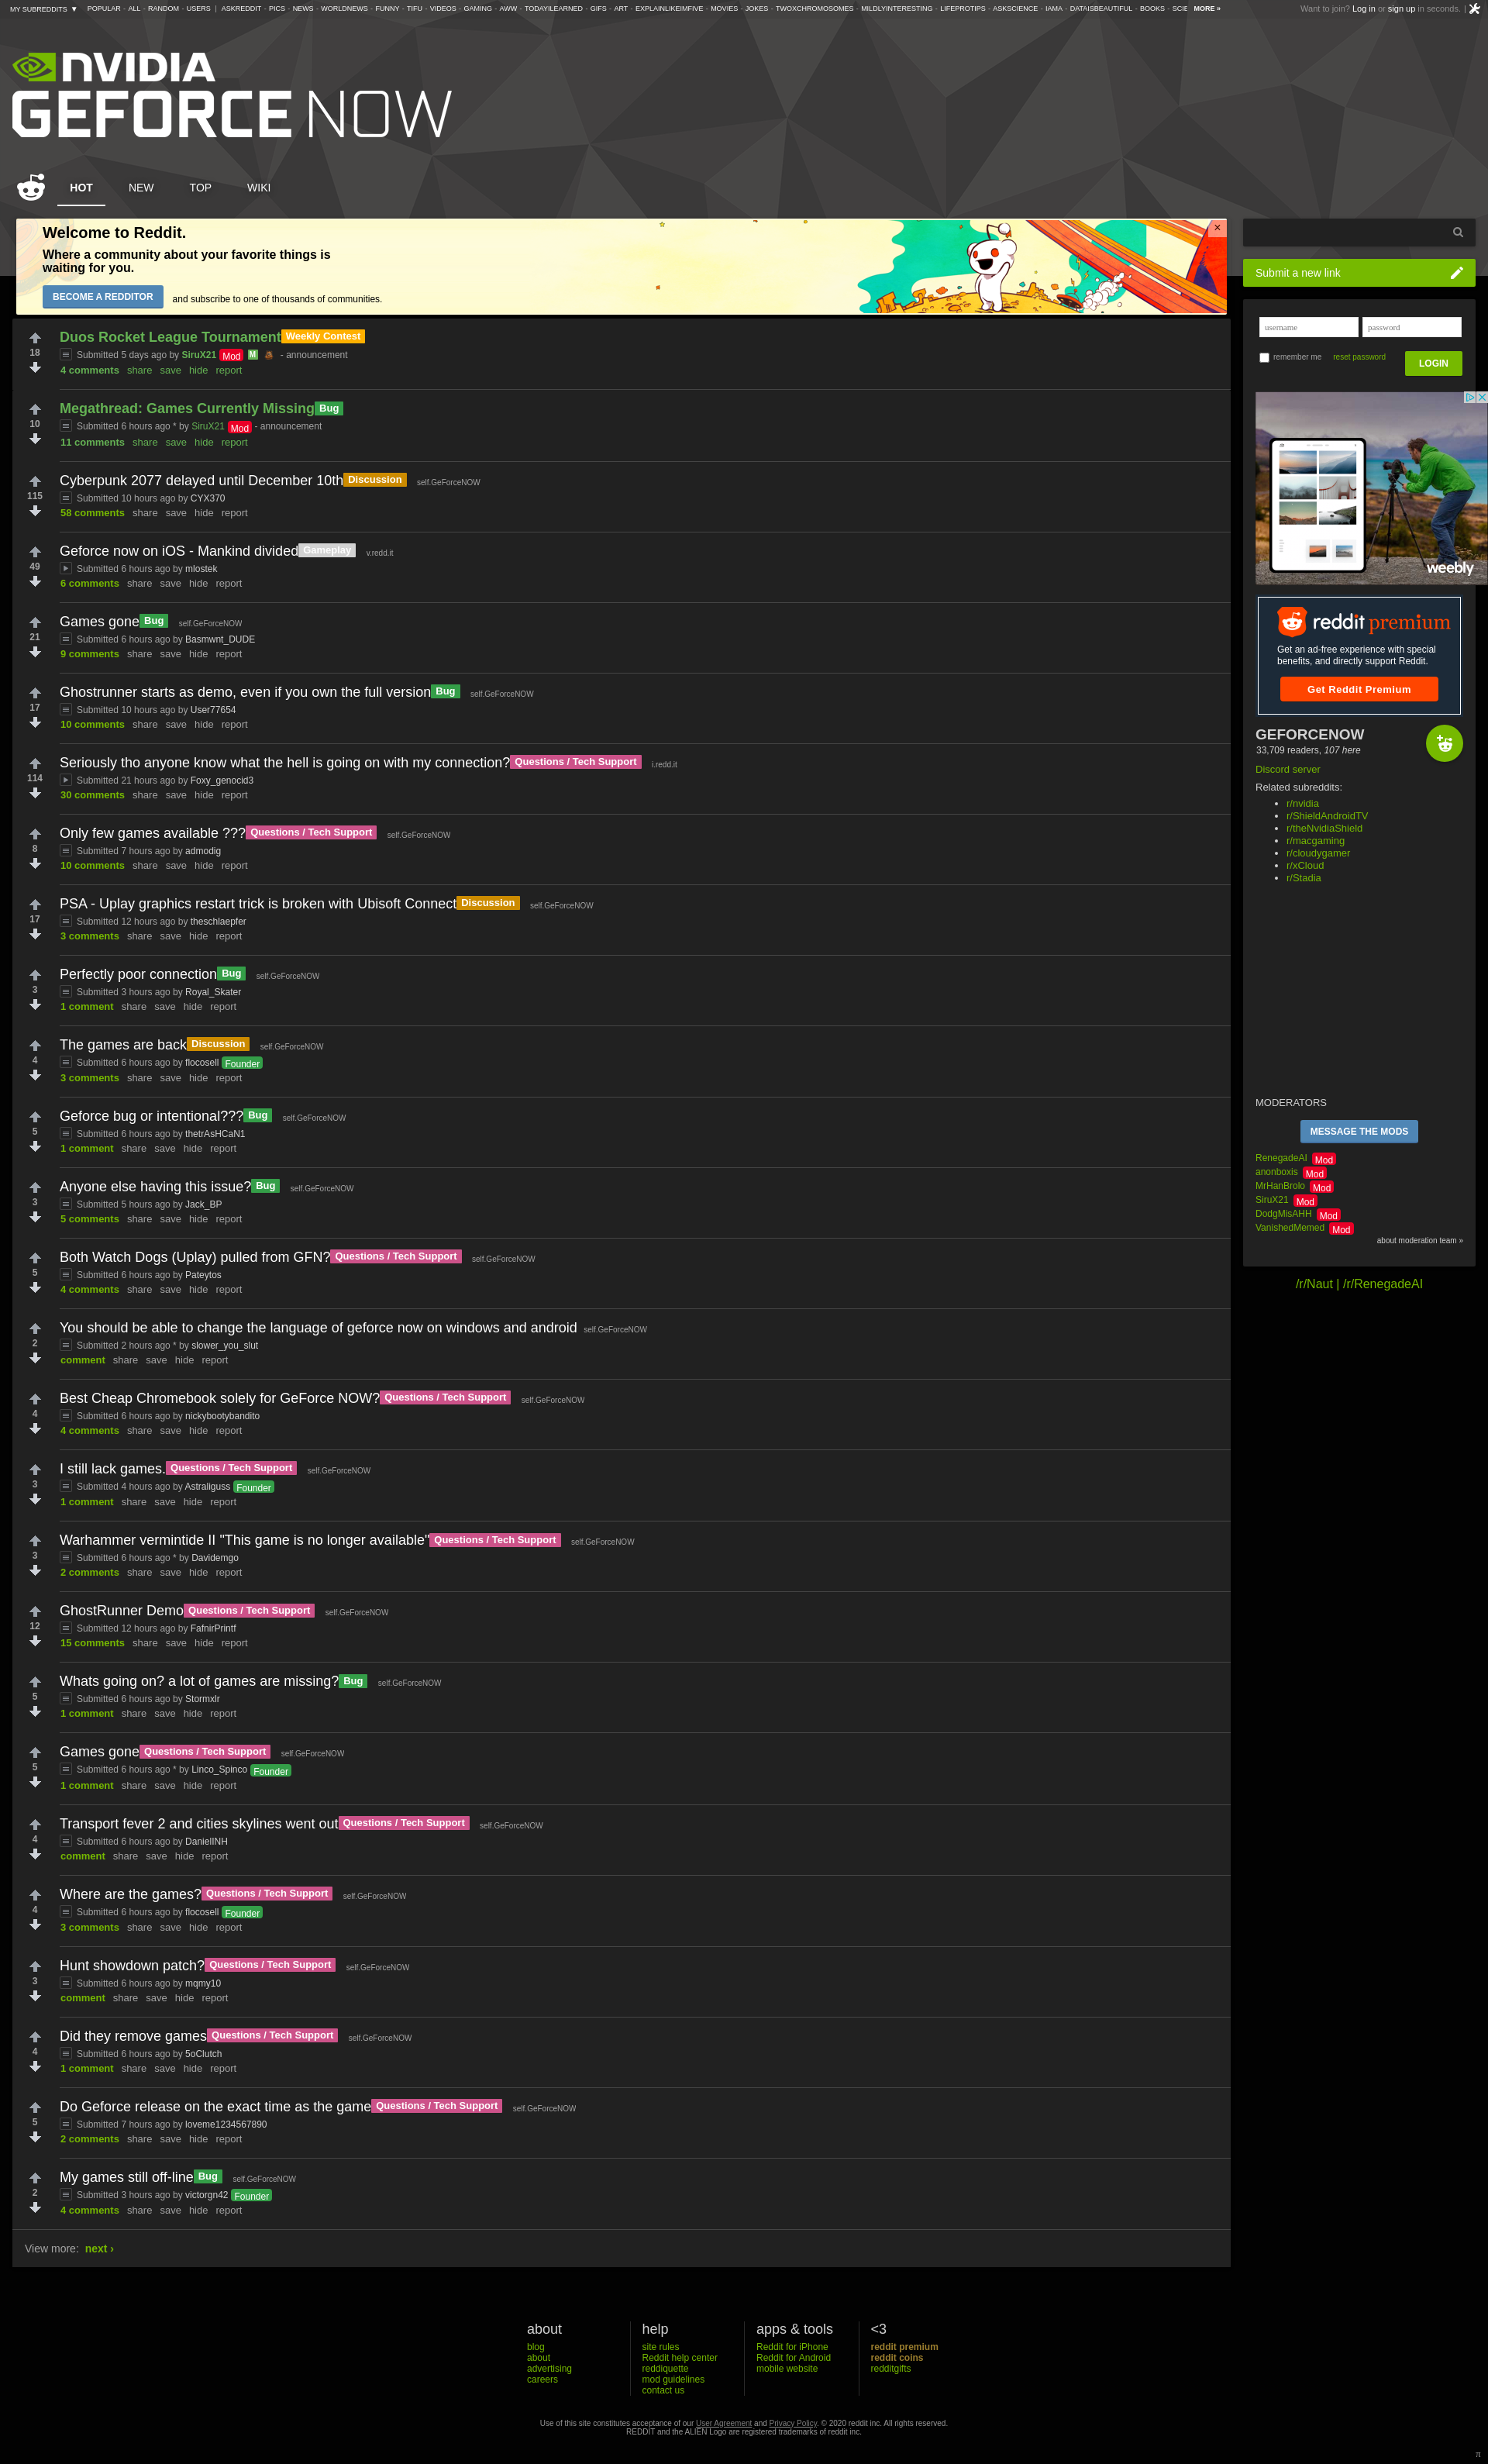 MY SUBREDDITS ▼ POPULAR - ALL - RANDOM - USERS | ASKREDDIT - PICS - NEWS - WORLDNEWS - FUNNY - TIFU - VIDEOS - GAMING - AWW - TODAYILEARNED - GIFS - ART - EXPLAINLIKEIMFIVE - MOVIES - JOKES - TWOXCHROMOSOMES - MILDLYINTERESTING - LIFEPROTIPS - ASKSCIENCE - IAMA - DATAISBEAUTIFUL - BOOKS - SCIE MORE »
Want to join? Log in or sign up in seconds. |
NVIDIA
GEFORCE NOW
HOT NEW TOP WIKI
Welcome to Reddit.
Where a community about your favorite things is
waiting for you.
BECOME A REDDITOR and subscribe to one of thousands of communities.
×
Duos Rocket League Tournament Weekly Contest
18
Submitted 5 days ago by SiruX21 Mod M - announcement
4 comments share save hide report
Megathread: Games Currently Missing Bug
10
Submitted 6 hours ago * by SiruX21 Mod - announcement
11 comments share save hide report
Cyberpunk 2077 delayed until December 10th Discussion self.GeForceNOW
115
Submitted 10 hours ago by CYX370
58 comments share save hide report
Geforce now on iOS - Mankind divided Gameplay v.redd.it
49
Submitted 6 hours ago by mlostek
6 comments share save hide report
Games gone Bug self.GeForceNOW
21
Submitted 6 hours ago by Basmwnt_DUDE
9 comments share save hide report
Ghostrunner starts as demo, even if you own the full version Bug self.GeForceNOW
17
Submitted 10 hours ago by User77654
10 comments share save hide report
Seriously tho anyone know what the hell is going on with my connection? Questions / Tech Support i.redd.it
114
Submitted 21 hours ago by Foxy_genocid3
30 comments share save hide report
Only few games available ??? Questions / Tech Support self.GeForceNOW
8
Submitted 7 hours ago by admodig
10 comments share save hide report
PSA - Uplay graphics restart trick is broken with Ubisoft Connect Discussion self.GeForceNOW
17
Submitted 12 hours ago by theschlaepfer
3 comments share save hide report
Perfectly poor connection Bug self.GeForceNOW
3
Submitted 3 hours ago by Royal_Skater
1 comment share save hide report
The games are back Discussion self.GeForceNOW
4
Submitted 6 hours ago by flocosell Founder
3 comments share save hide report
Geforce bug or intentional??? Bug self.GeForceNOW
5
Submitted 6 hours ago by thetrAsHCaN1
1 comment share save hide report
Anyone else having this issue? Bug self.GeForceNOW
3
Submitted 5 hours ago by Jack_BP
5 comments share save hide report
Both Watch Dogs (Uplay) pulled from GFN? Questions / Tech Support self.GeForceNOW
5
Submitted 6 hours ago by Pateytos
4 comments share save hide report
You should be able to change the language of geforce now on windows and android self.GeForceNOW
2
Submitted 2 hours ago * by slower_you_slut
comment share save hide report
Best Cheap Chromebook solely for GeForce NOW? Questions / Tech Support self.GeForceNOW
4
Submitted 6 hours ago by nickybootybandito
4 comments share save hide report
I still lack games. Questions / Tech Support self.GeForceNOW
3
Submitted 4 hours ago by Astraliguss Founder
1 comment share save hide report
Warhammer vermintide II "This game is no longer available" Questions / Tech Support self.GeForceNOW
3
Submitted 6 hours ago * by Davidemgo
2 comments share save hide report
GhostRunner Demo Questions / Tech Support self.GeForceNOW
12
Submitted 12 hours ago by FafnirPrintf
15 comments share save hide report
Whats going on? a lot of games are missing? Bug self.GeForceNOW
5
Submitted 6 hours ago by Stormxlr
1 comment share save hide report
Games gone Questions / Tech Support self.GeForceNOW
5
Submitted 6 hours ago * by Linco_Spinco Founder
1 comment share save hide report
Transport fever 2 and cities skylines went out Questions / Tech Support self.GeForceNOW
4
Submitted 6 hours ago by DanielINH
comment share save hide report
Where are the games? Questions / Tech Support self.GeForceNOW
4
Submitted 6 hours ago by flocosell Founder
3 comments share save hide report
Hunt showdown patch? Questions / Tech Support self.GeForceNOW
3
Submitted 6 hours ago by mqmy10
comment share save hide report
Did they remove games Questions / Tech Support self.GeForceNOW
4
Submitted 6 hours ago by 5oClutch
1 comment share save hide report
Do Geforce release on the exact time as the game Questions / Tech Support self.GeForceNOW
5
Submitted 7 hours ago by loveme1234567890
2 comments share save hide report
My games still off-line Bug self.GeForceNOW
2
Submitted 3 hours ago by victorgn42 Founder
4 comments share save hide report
View more: next ›
Submit a new link
username password
remember me reset password LOGIN
weebly
reddit premium
Get an ad-free experience with special
benefits, and directly support Reddit.
Get Reddit Premium
GEFORCENOW
33,709 readers, 107 here
Discord server
Related subreddits:
• r/nvidia
• r/ShieldAndroidTV
• r/theNvidiaShield
• r/macgaming
• r/cloudygamer
• r/xCloud
• r/Stadia
MODERATORS
MESSAGE THE MODS
RenegadeAI Mod
anonboxis Mod
MrHanBrolo Mod
SiruX21 Mod
DodgMisAHH Mod
VanishedMemed Mod
about moderation team »
/r/Naut | /r/RenegadeAI
about
blog
about
advertising
careers
help
site rules
Reddit help center
reddiquette
mod guidelines
contact us
apps & tools
Reddit for iPhone
Reddit for Android
mobile website
<3
reddit premium
reddit coins
redditgifts
Use of this site constitutes acceptance of our User Agreement and Privacy Policy. © 2020 reddit inc. All rights reserved.
REDDIT and the ALIEN Logo are registered trademarks of reddit inc.
π